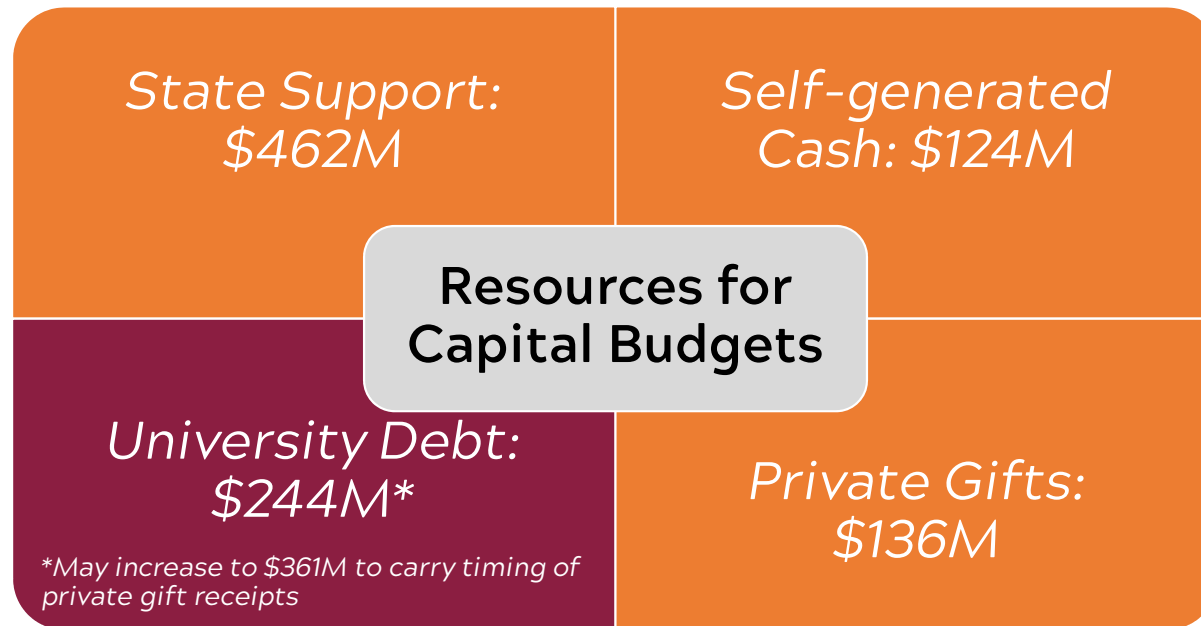 State Support:
$462M
Self-generated
Cash: $124M
Resources for
Capital Budgets
University Debt:
$244M*
*May increase to $361M to carry timing of
private gift receipts
Private Gifts:
$136M